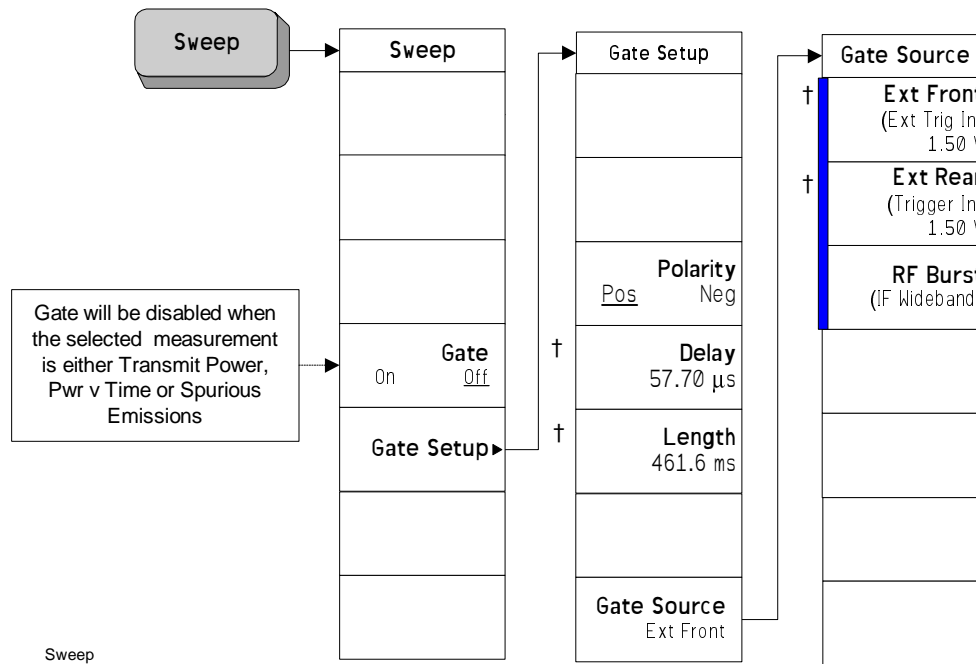 Sweep
Sweep
Gate
On Off
Gate Setup
Gate will be disabled when
the selected measurement
is either Transmit Power,
Pwr v Time or Spurious
Emissions
Gate Setup
Polarity
Pos Neg
†
Delay
57.70 μs
†
Length
461.6 ms
Gate Source
Ext Front
Gate Source
†
Ext Front
(Ext Trig In
1.50
†
Ext Rear
(Trigger In
1.50
RF Burst
(IF Wideband
Sweep